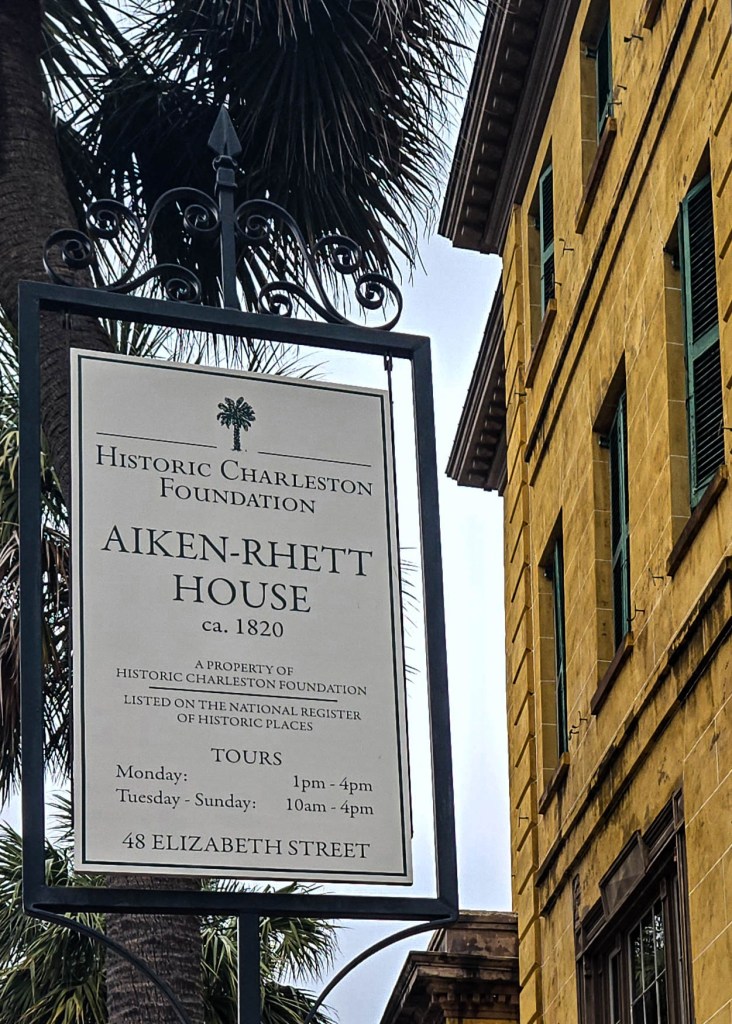 Historic Charleston
Foundation
AIKEN-RHETT
HOUSE
ca. 1820
A PROPERTY OF
HISTORIC CHARLESTON FOUNDATION
LISTED ON THE NATIONAL REGISTER
OF HISTORIC PLACES
TOURS
Monday: 1pm - 4pm
Tuesday - Sunday: 10am - 4pm
48 ELIZABETH STREET